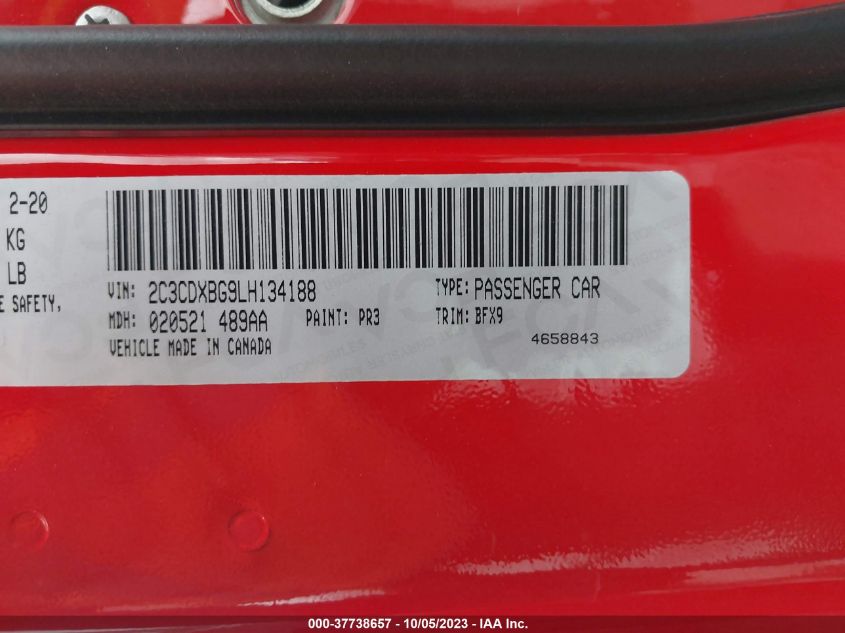 2-20
KG
LB
E SAFETY,
VIN: 2C3CDXBG9LH134188 TYPE: PASSENGER CAR
MDH: 020521 489AA PAINT: PR3 TRIM: BFX9
VEHICLE MADE IN CANADA 4658843
000-37738657 - 10/05/2023 - IAA Inc.